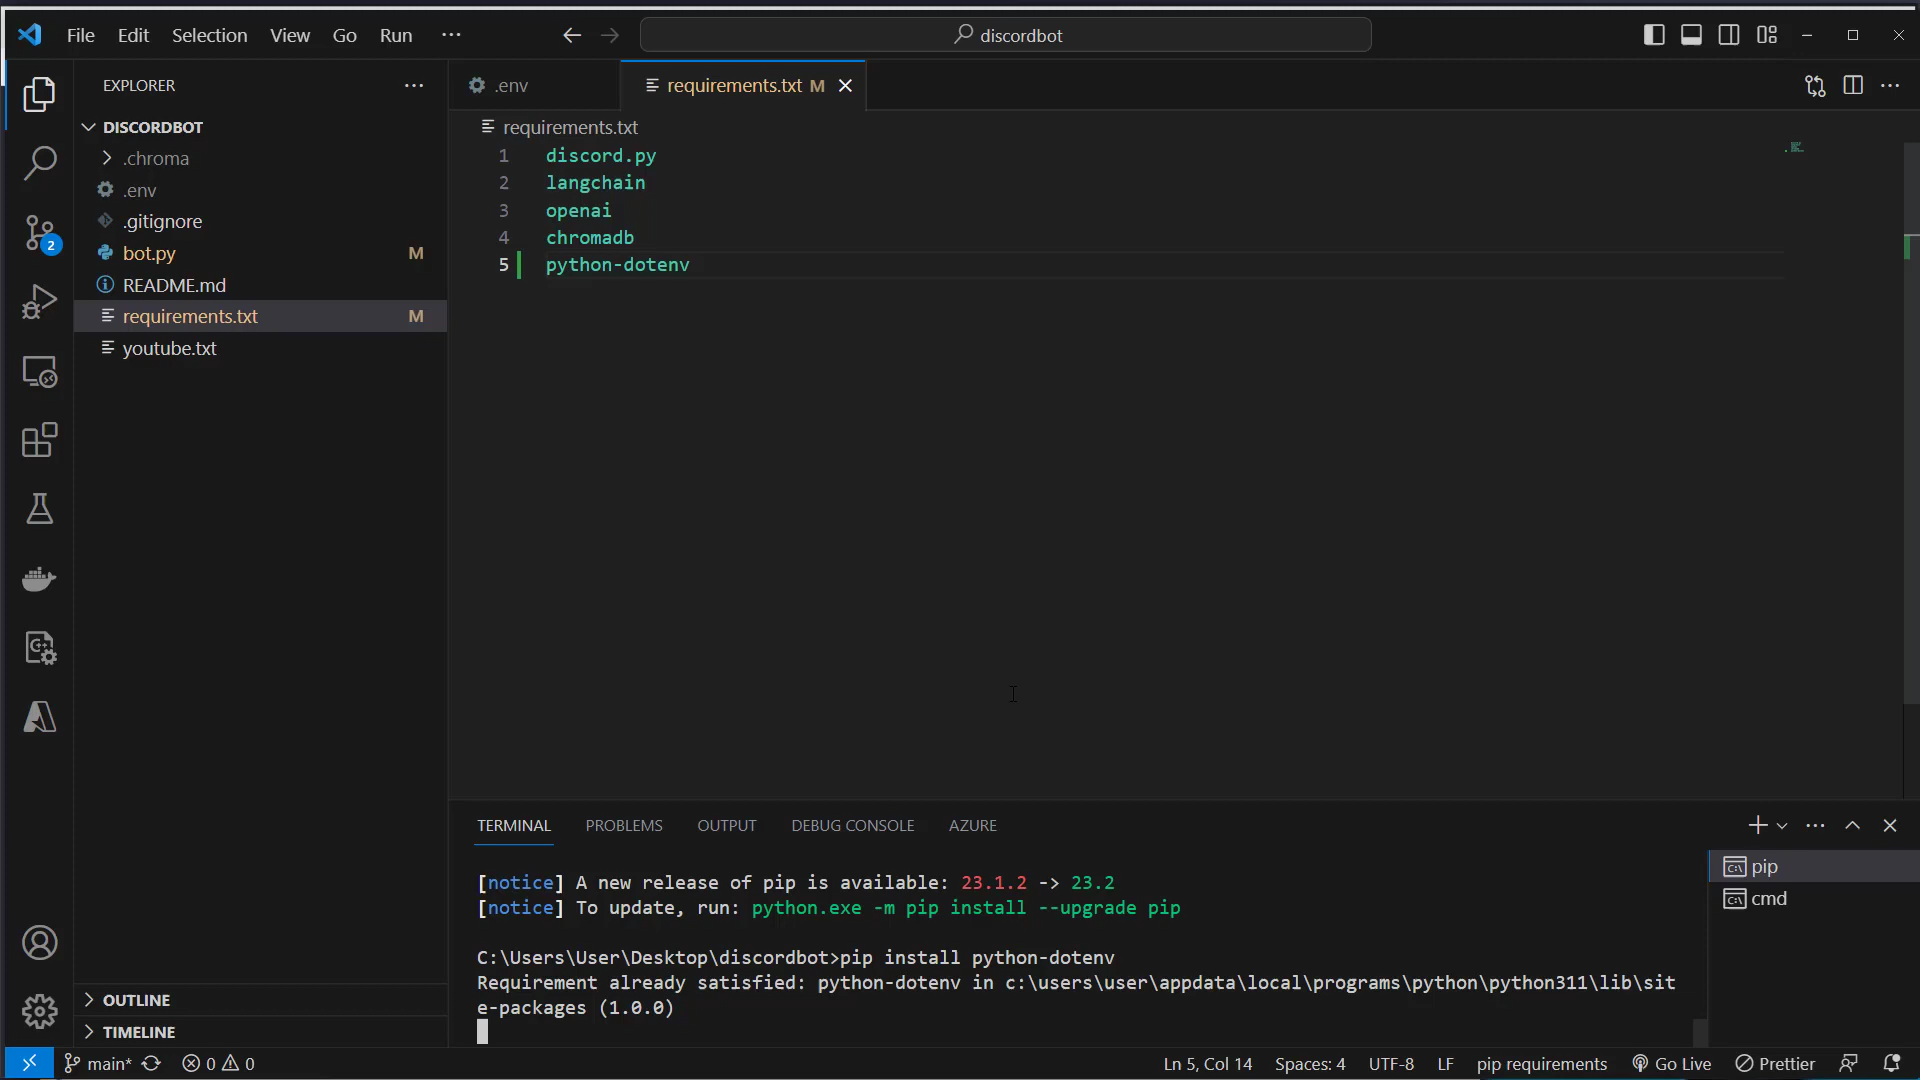 File Edit Selection View Go Run ···
discordbot
EXPLORER
DISCORDBOT
.chroma
.env
.gitignore
bot.py M
README.md
requirements.txt M
youtube.txt
OUTLINE
TIMELINE
2
.env
requirements.txt M
requirements.txt
1 discord.py
2 langchain
3 openai
4 chromadb
5 python-dotenv
TERMINAL PROBLEMS OUTPUT DEBUG CONSOLE AZURE
[notice] A new release of pip is available: 23.1.2 -> 23.2
[notice] To update, run: python.exe -m pip install --upgrade pip
C:\Users\User\Desktop\discordbot>pip install python-dotenv
Requirement already satisfied: python-dotenv in c:\users\user\appdata\local\programs\python\python311\lib\sit
e-packages (1.0.0)
pip
cmd
main* 0 0
Ln 5, Col 14 Spaces: 4 UTF-8 LF pip requirements Go Live Prettier